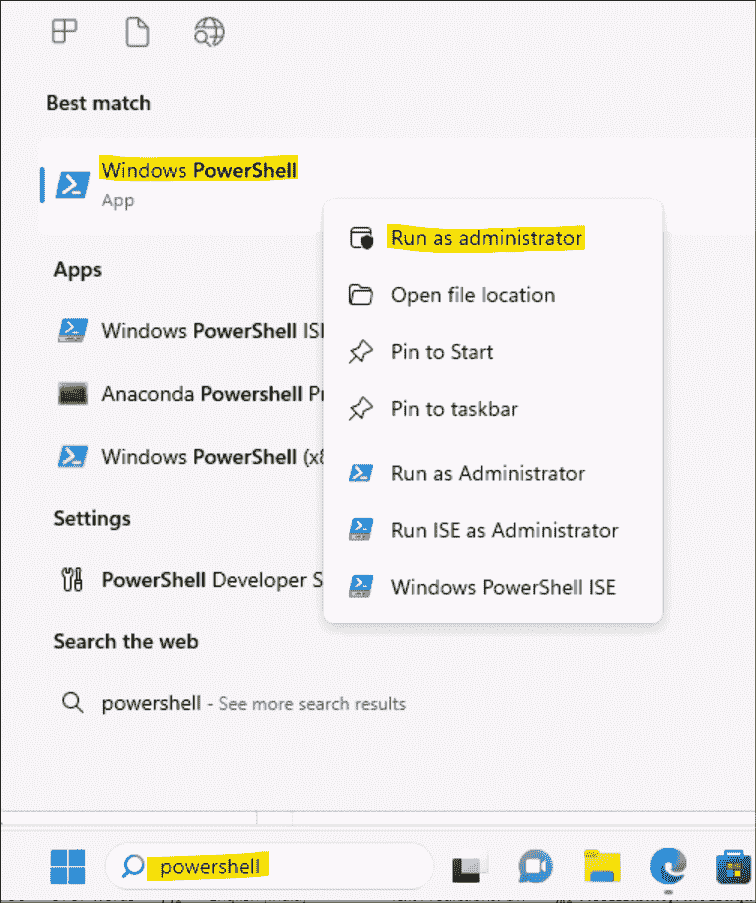 Best match
Windows PowerShell
App
Run as administrator
Apps
Open file location
Windows PowerShell IS
Pin to Start
Anaconda Powershell Pr
Pin to taskbar
Windows PowerShell (x8
Run as Administrator
Settings
Run ISE as Administrator
PowerShell Developer S
Windows PowerShell ISE
Search the web
powershell - See more search results
powershell